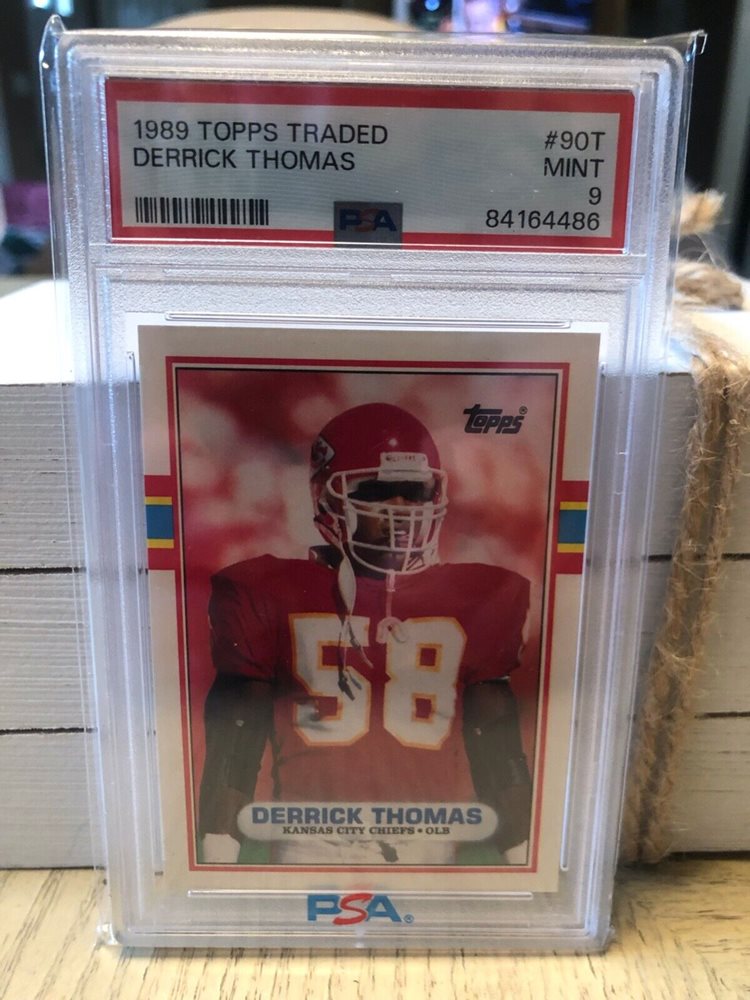 1989 TOPPS TRADED
DERRICK THOMAS
#90T
MINT
9
84164486
PSA
Topps®
58
DERRICK THOMAS
KANSAS CITY CHIEFS • OLB
PSA®